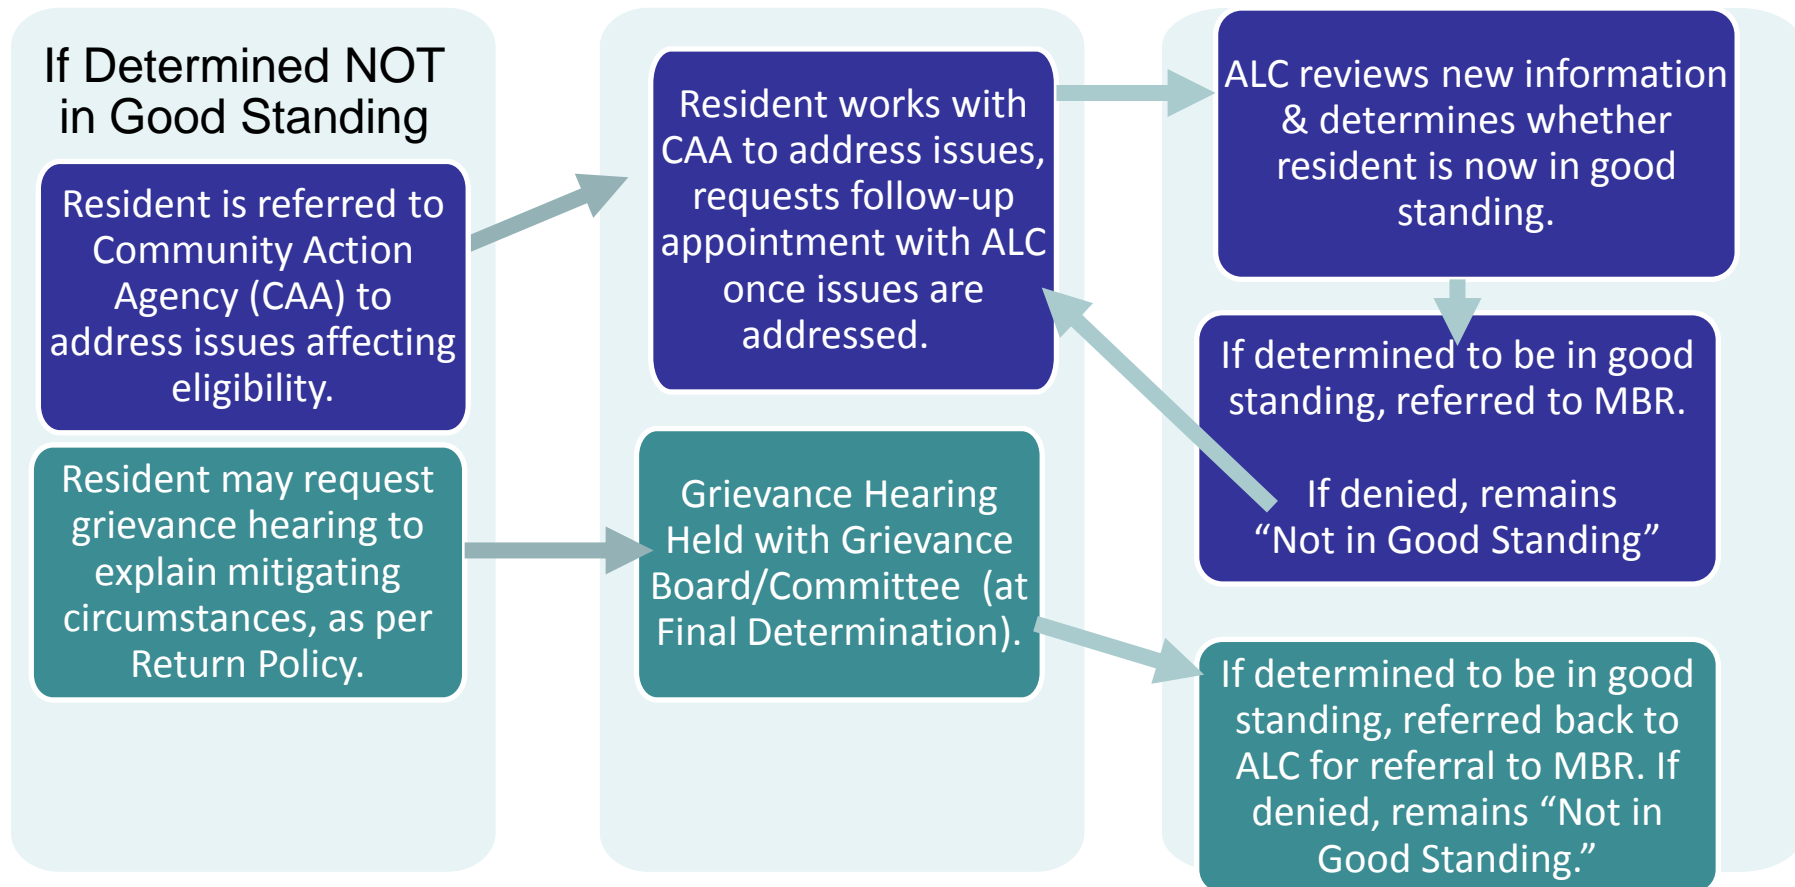 If Determined NOT
in Good Standing
Resident is referred to
Community Action
Agency (CAA) to
address issues affecting
eligibility.
Resident may request
grievance hearing to
explain mitigating
circumstances, as per
Return Policy.
Resident works with
CAA to address issues,
requests follow-up
appointment with ALC
once issues are
addressed.
Grievance Hearing
Held with Grievance
Board/Committee  (at
Final Determination).
ALC reviews new information
& determines whether
resident is now in good
standing.
If determined to be in good
standing, referred to MBR.
If denied, remains
“Not in Good Standing”
If determined to be in good
standing, referred back to
ALC for referral to MBR. If
denied, remains “Not in
Good Standing.”